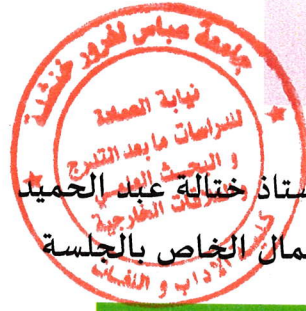 جامعة عباس لغرور خنشلة
نيابة العمادة
للدراسات ما بعد التدرج
و البحث العلمي
و العلاقات الخارجية
كلية الآداب و اللغات
ستاذ ختالة عبد الحميد
مال الخاص بالجلسة